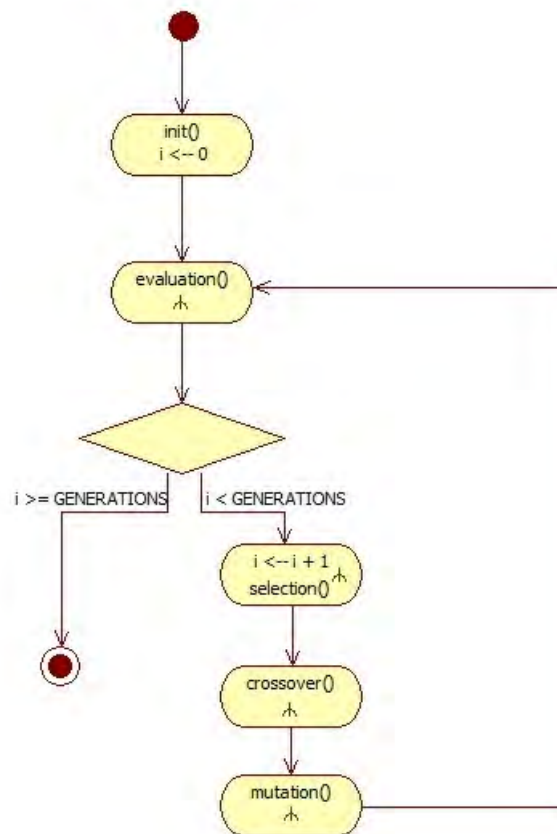 init()
i <-- 0
evaluation()
i >= GENERATIONS
i < GENERATIONS
i <-- i + 1
selection()
crossover()
mutation()